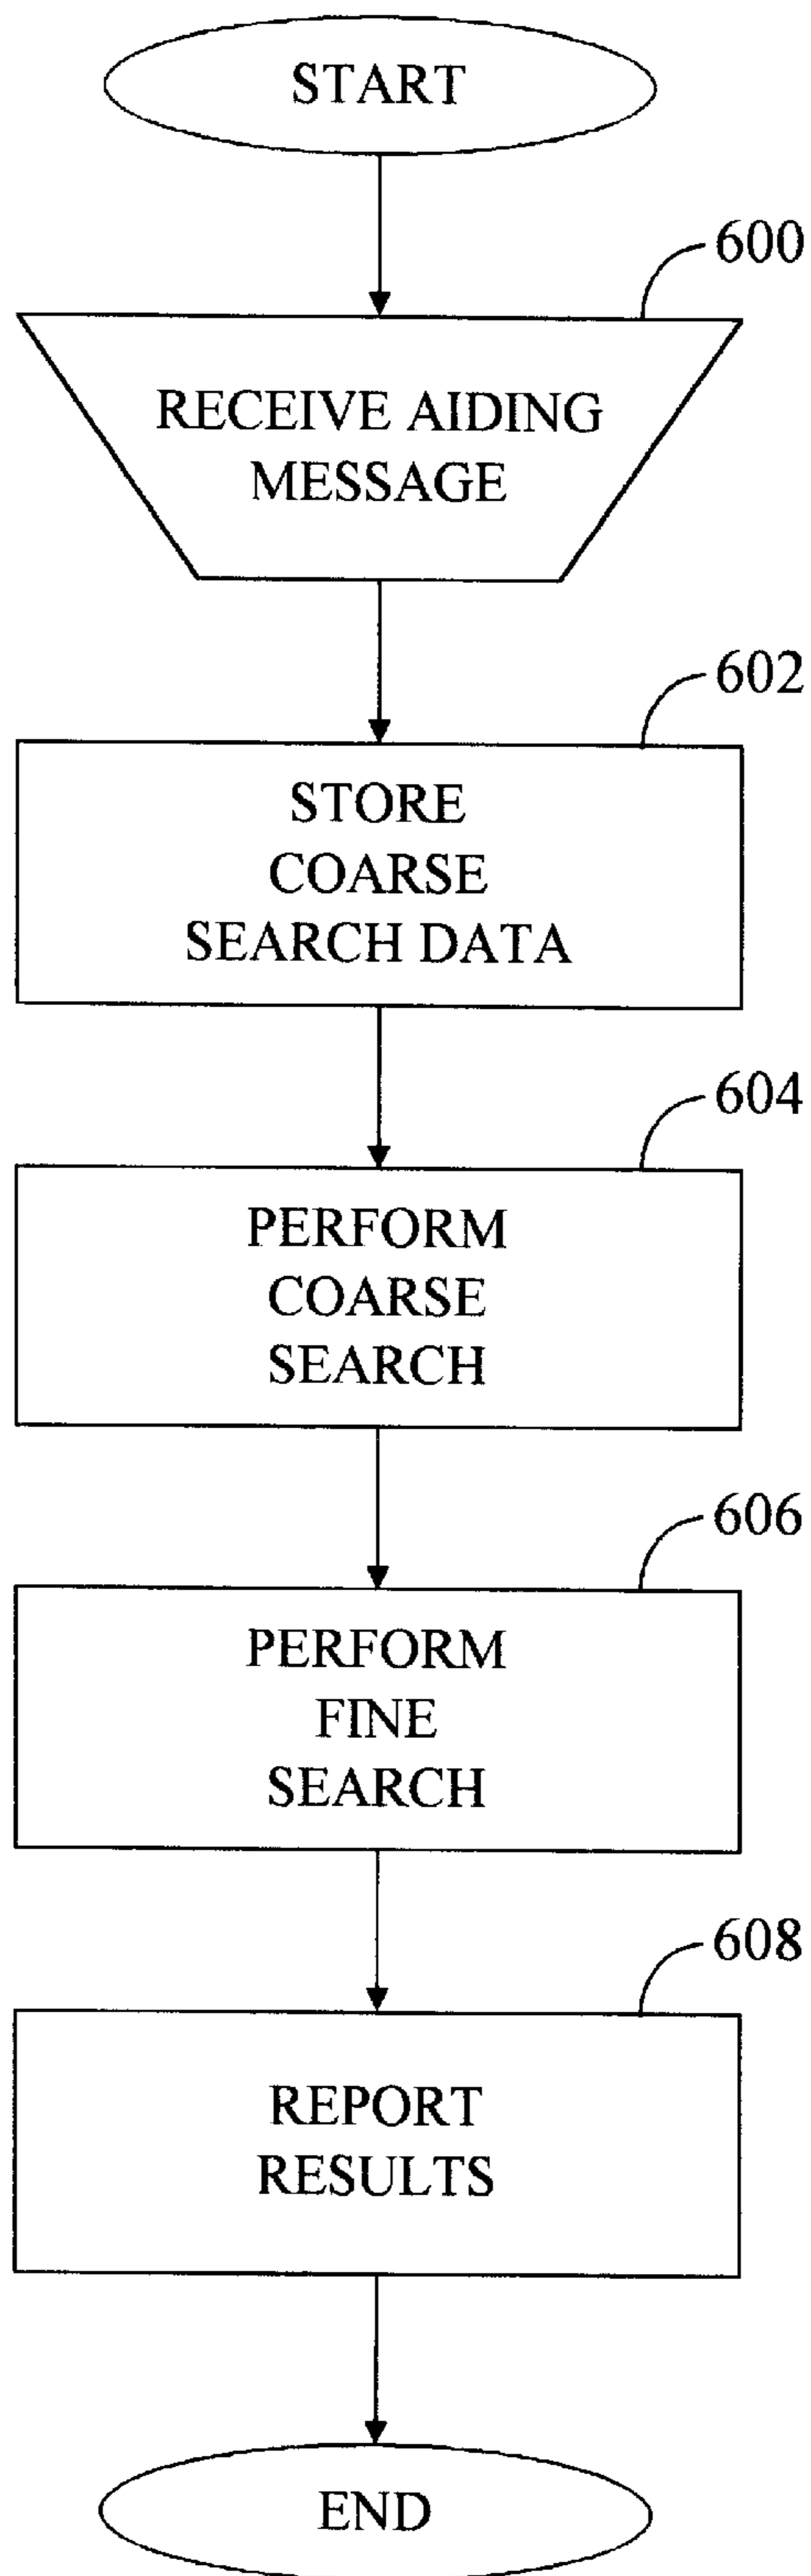 START
600
RECEIVE AIDING
MESSAGE
602
STORE
COARSE
SEARCH DATA
604
PERFORM
COARSE
SEARCH
606
PERFORM
FINE
SEARCH
608
REPORT
RESULTS
END